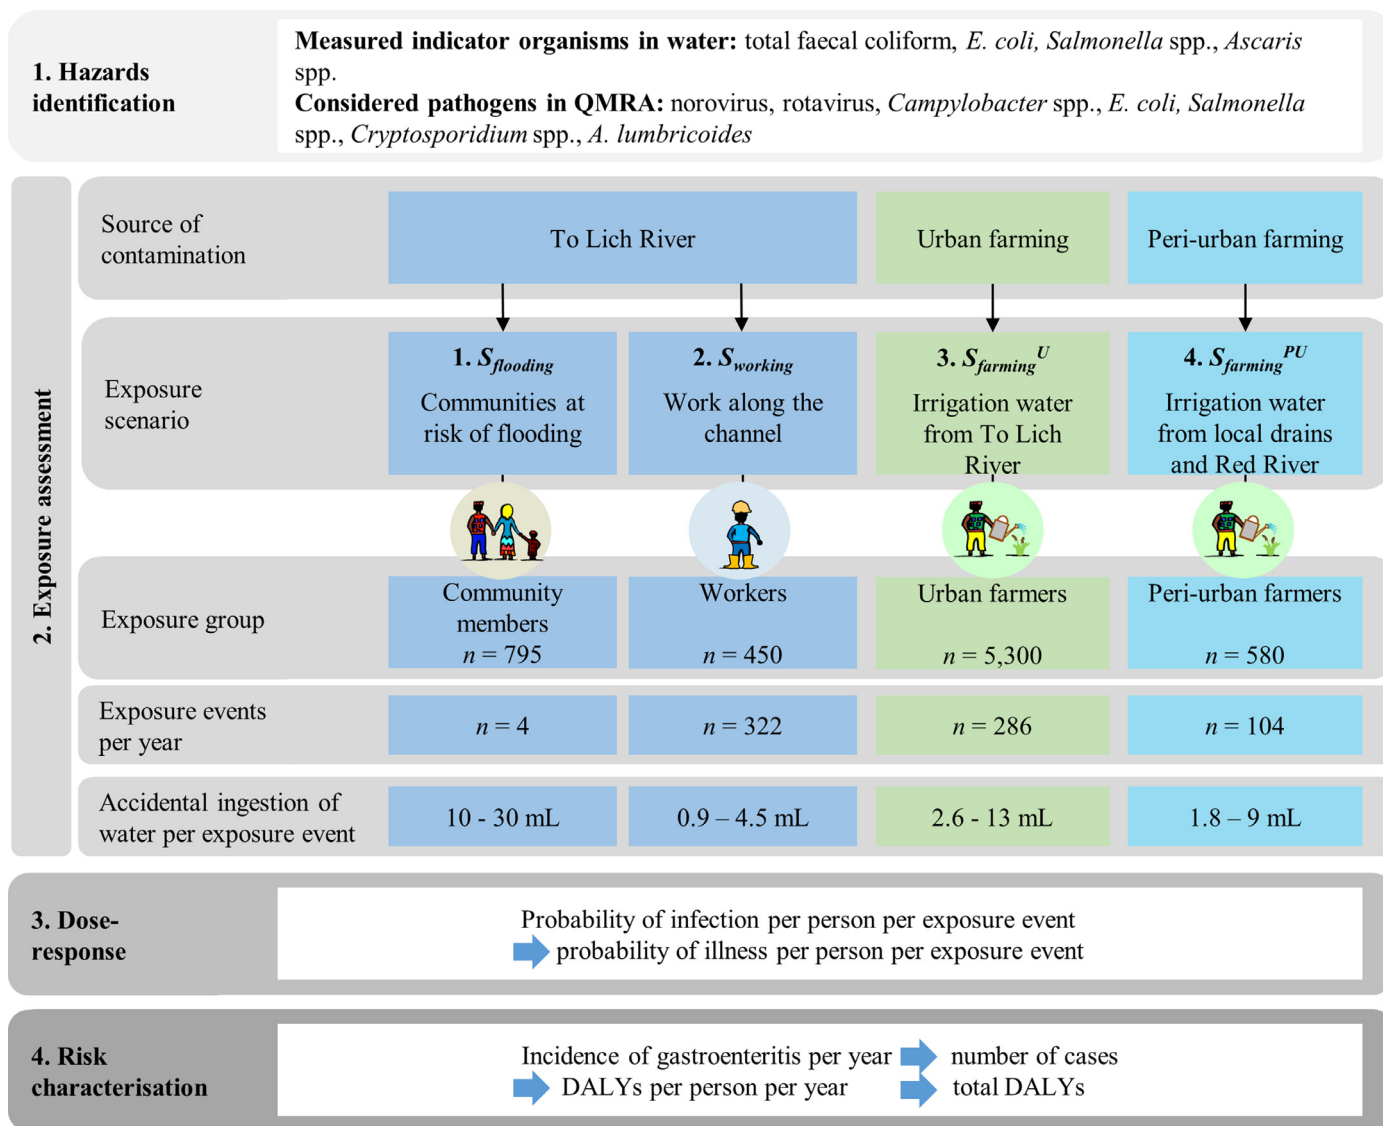 1. Hazards
identification
Measured indicator organisms in water: total faecal coliform, E. coli, Salmonella spp., Ascaris
spp.
Considered pathogens in QMRA: norovirus, rotavirus, Campylobacter spp., E. coli, Salmonella
spp., Cryptosporidium spp., A. lumbricoides
2. Exposure assessment
Source of
contamination
To Lich River
Urban farming
Peri-urban farming
Exposure
scenario
1. Sflooding
Communities at
risk of flooding
2. Sworking
Work along the
channel
3. SfarmingU
Irrigation water
from To Lich
River
4. SfarmingPU
Irrigation water
from local drains
and Red River
Exposure group
Community
members
n = 795
Workers
n = 450
Urban farmers
n = 5,300
Peri-urban farmers
n = 580
Exposure events
per year
n = 4
n = 322
n = 286
n = 104
Accidental ingestion of
water per exposure event
10 - 30 mL
0.9 – 4.5 mL
2.6 - 13 mL
1.8 – 9 mL
3. Dose-
response
Probability of infection per person per exposure event
probability of illness per person per exposure event
4. Risk
characterisation
Incidence of gastroenteritis per year
number of cases
DALYs per person per year
total DALYs